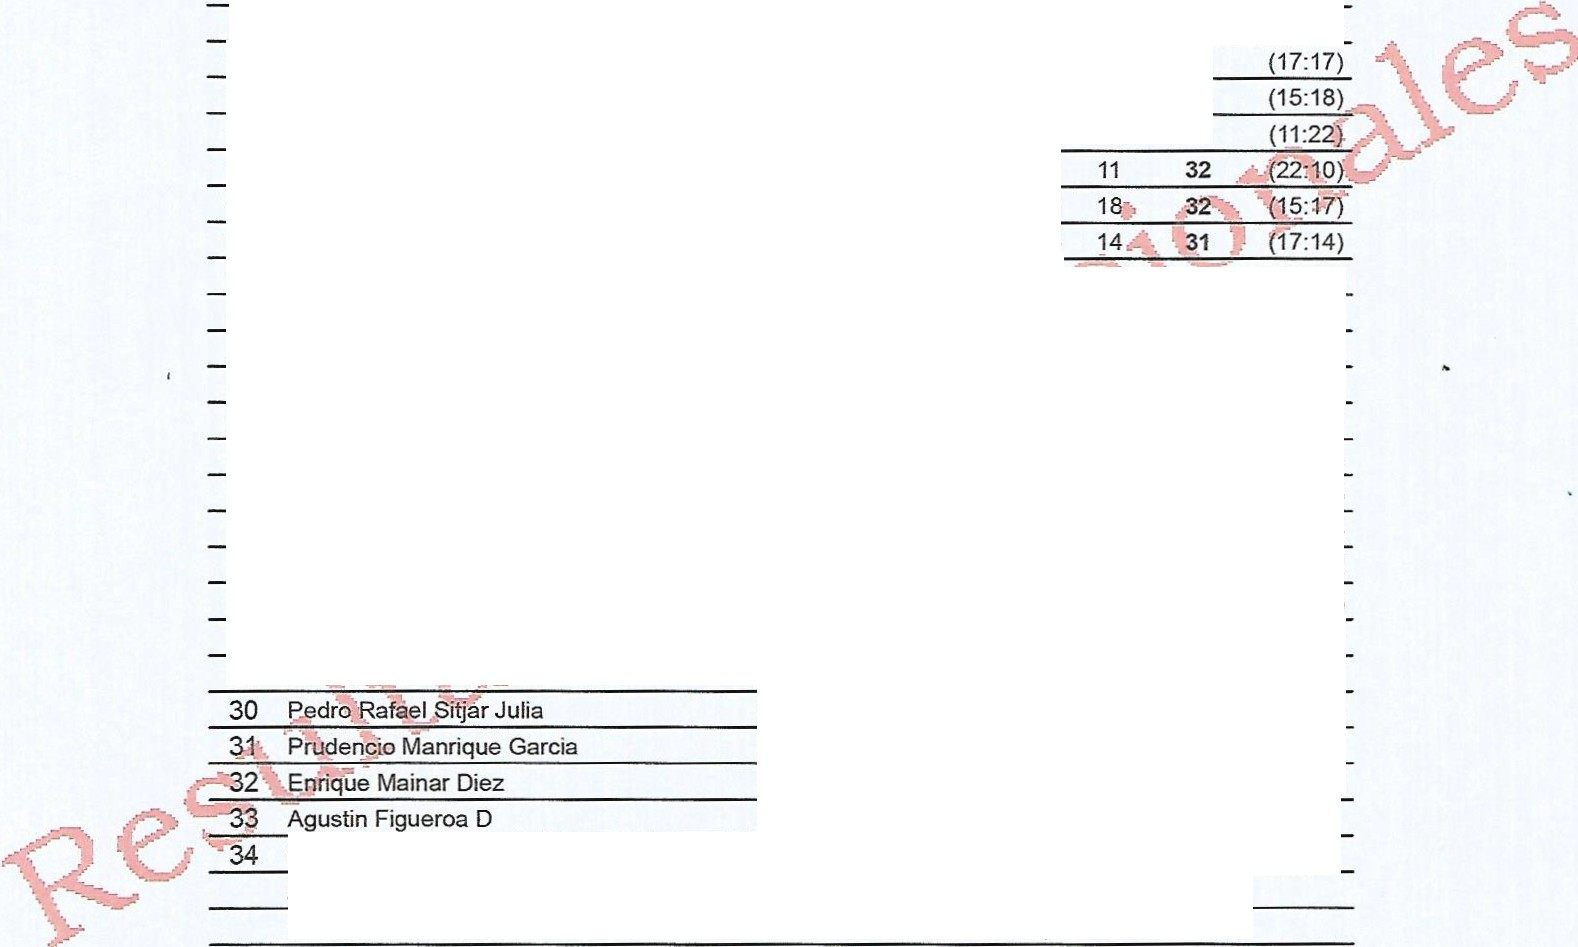 (17:17)
(15:18)
(11:22)
11 32 (22:10)
18 32 (15:17)
14 31 (17:14)
30 Pedro Rafael Sitjar Julia
31 Prudencio Manrique Garcia
32 Enrique Mainar Diez
33 Agustin Figueroa D
34